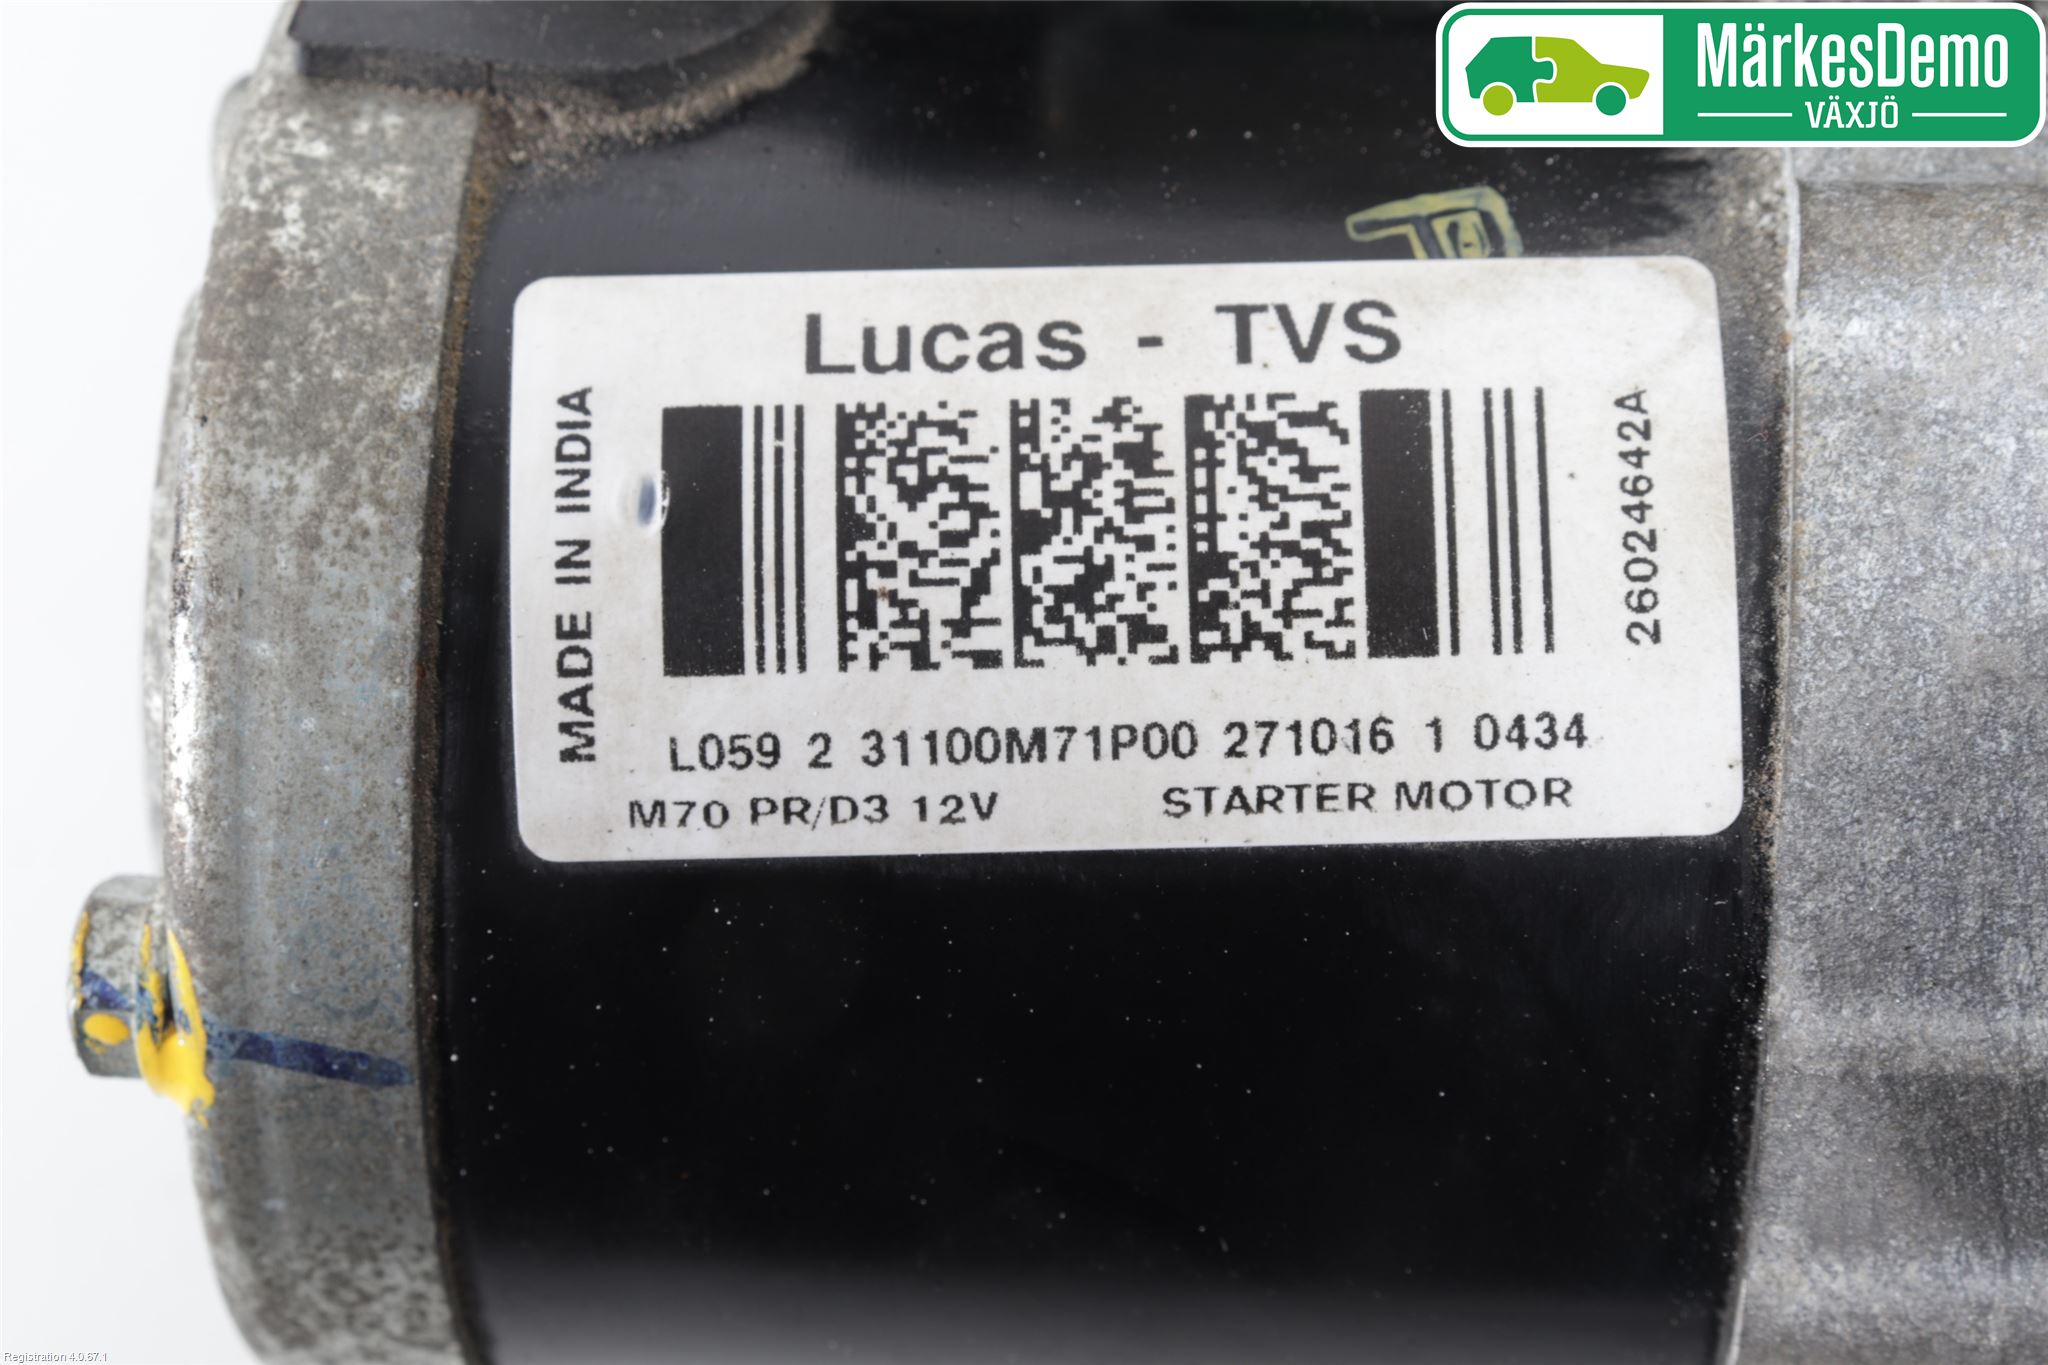 MärkesDemo
VÄXJÖ
Lucas - TVS
MADE IN INDIA
26024642A
L059 2 31100M71P00 271016 1 0434
M70 PR/D3 12V STARTER MOTOR
Registration 4.0.67.1